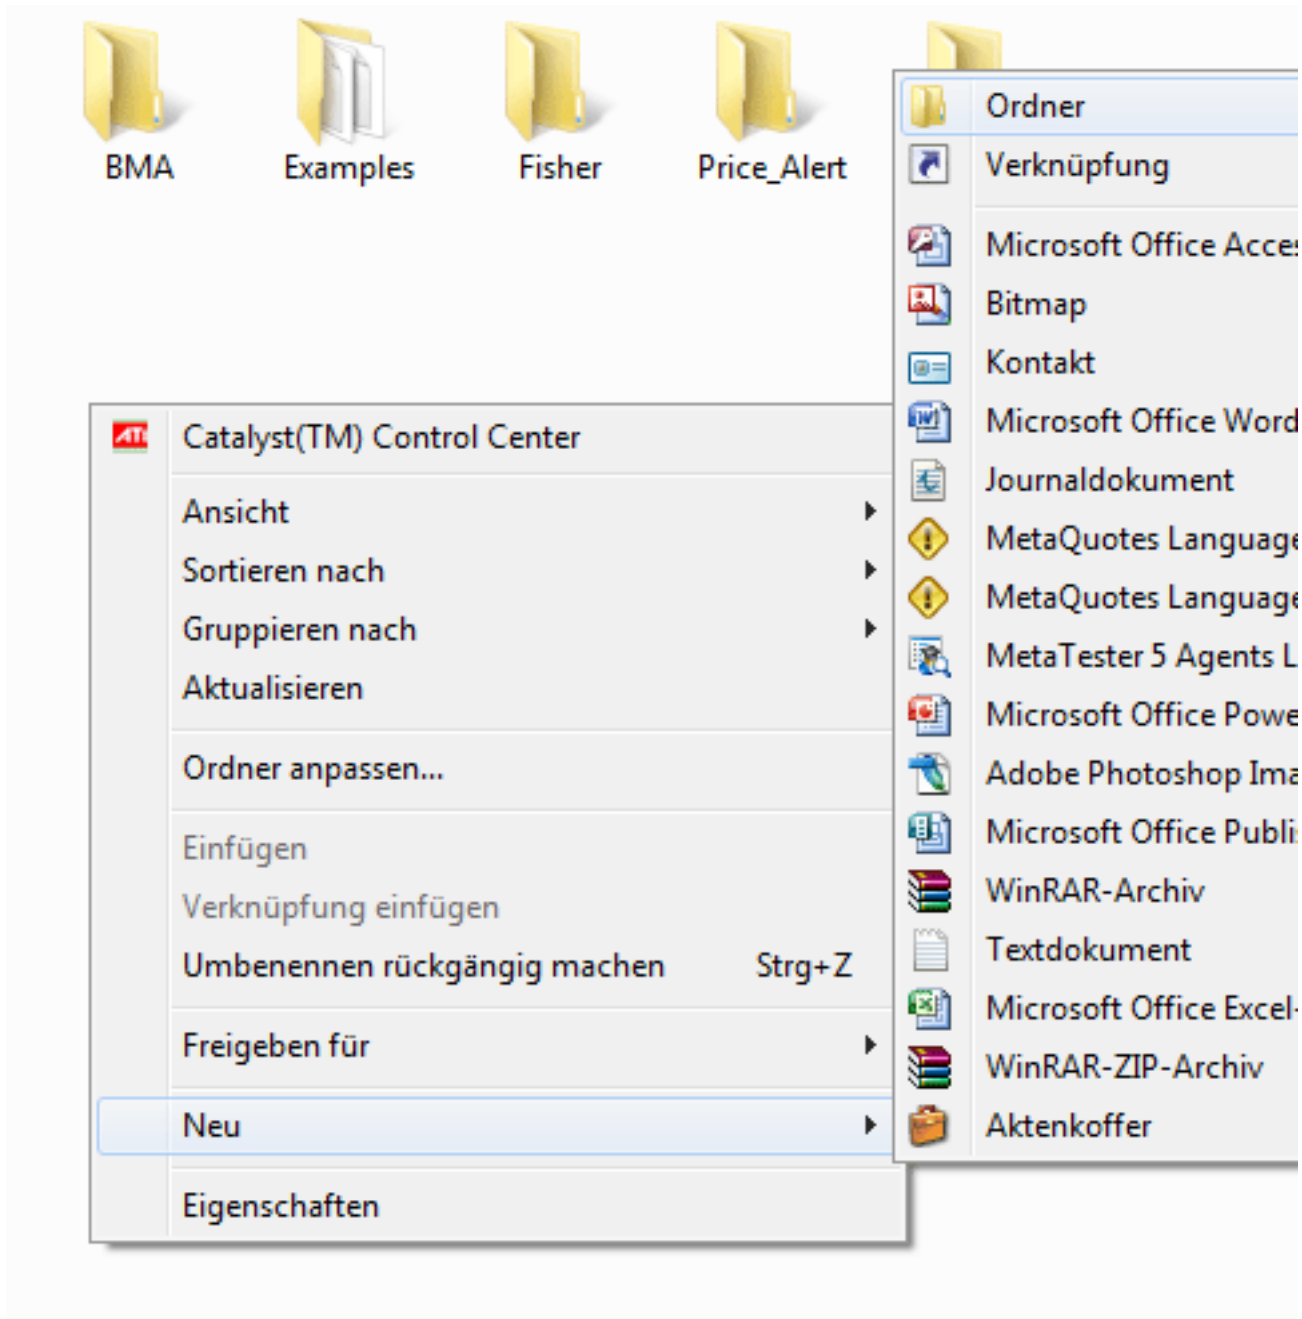 BMA
Examples
Fisher
Price_Alert
ATI
Catalyst(TM) Control Center
Ansicht
Sortieren nach
Gruppieren nach
Aktualisieren
Ordner anpassen...
Einfügen
Verknüpfung einfügen
Umbenennen rückgängig machen Strg+Z
Freigeben für
Neu
Eigenschaften
Ordner
Verknüpfung
Microsoft Office Acces
Bitmap
Kontakt
Microsoft Office Word
Journaldokument
MetaQuotes Language
MetaQuotes Language
MetaTester 5 Agents L
Microsoft Office Powe
Adobe Photoshop Ima
Microsoft Office Publi
WinRAR-Archiv
Textdokument
Microsoft Office Excel-
WinRAR-ZIP-Archiv
Aktenkoffer